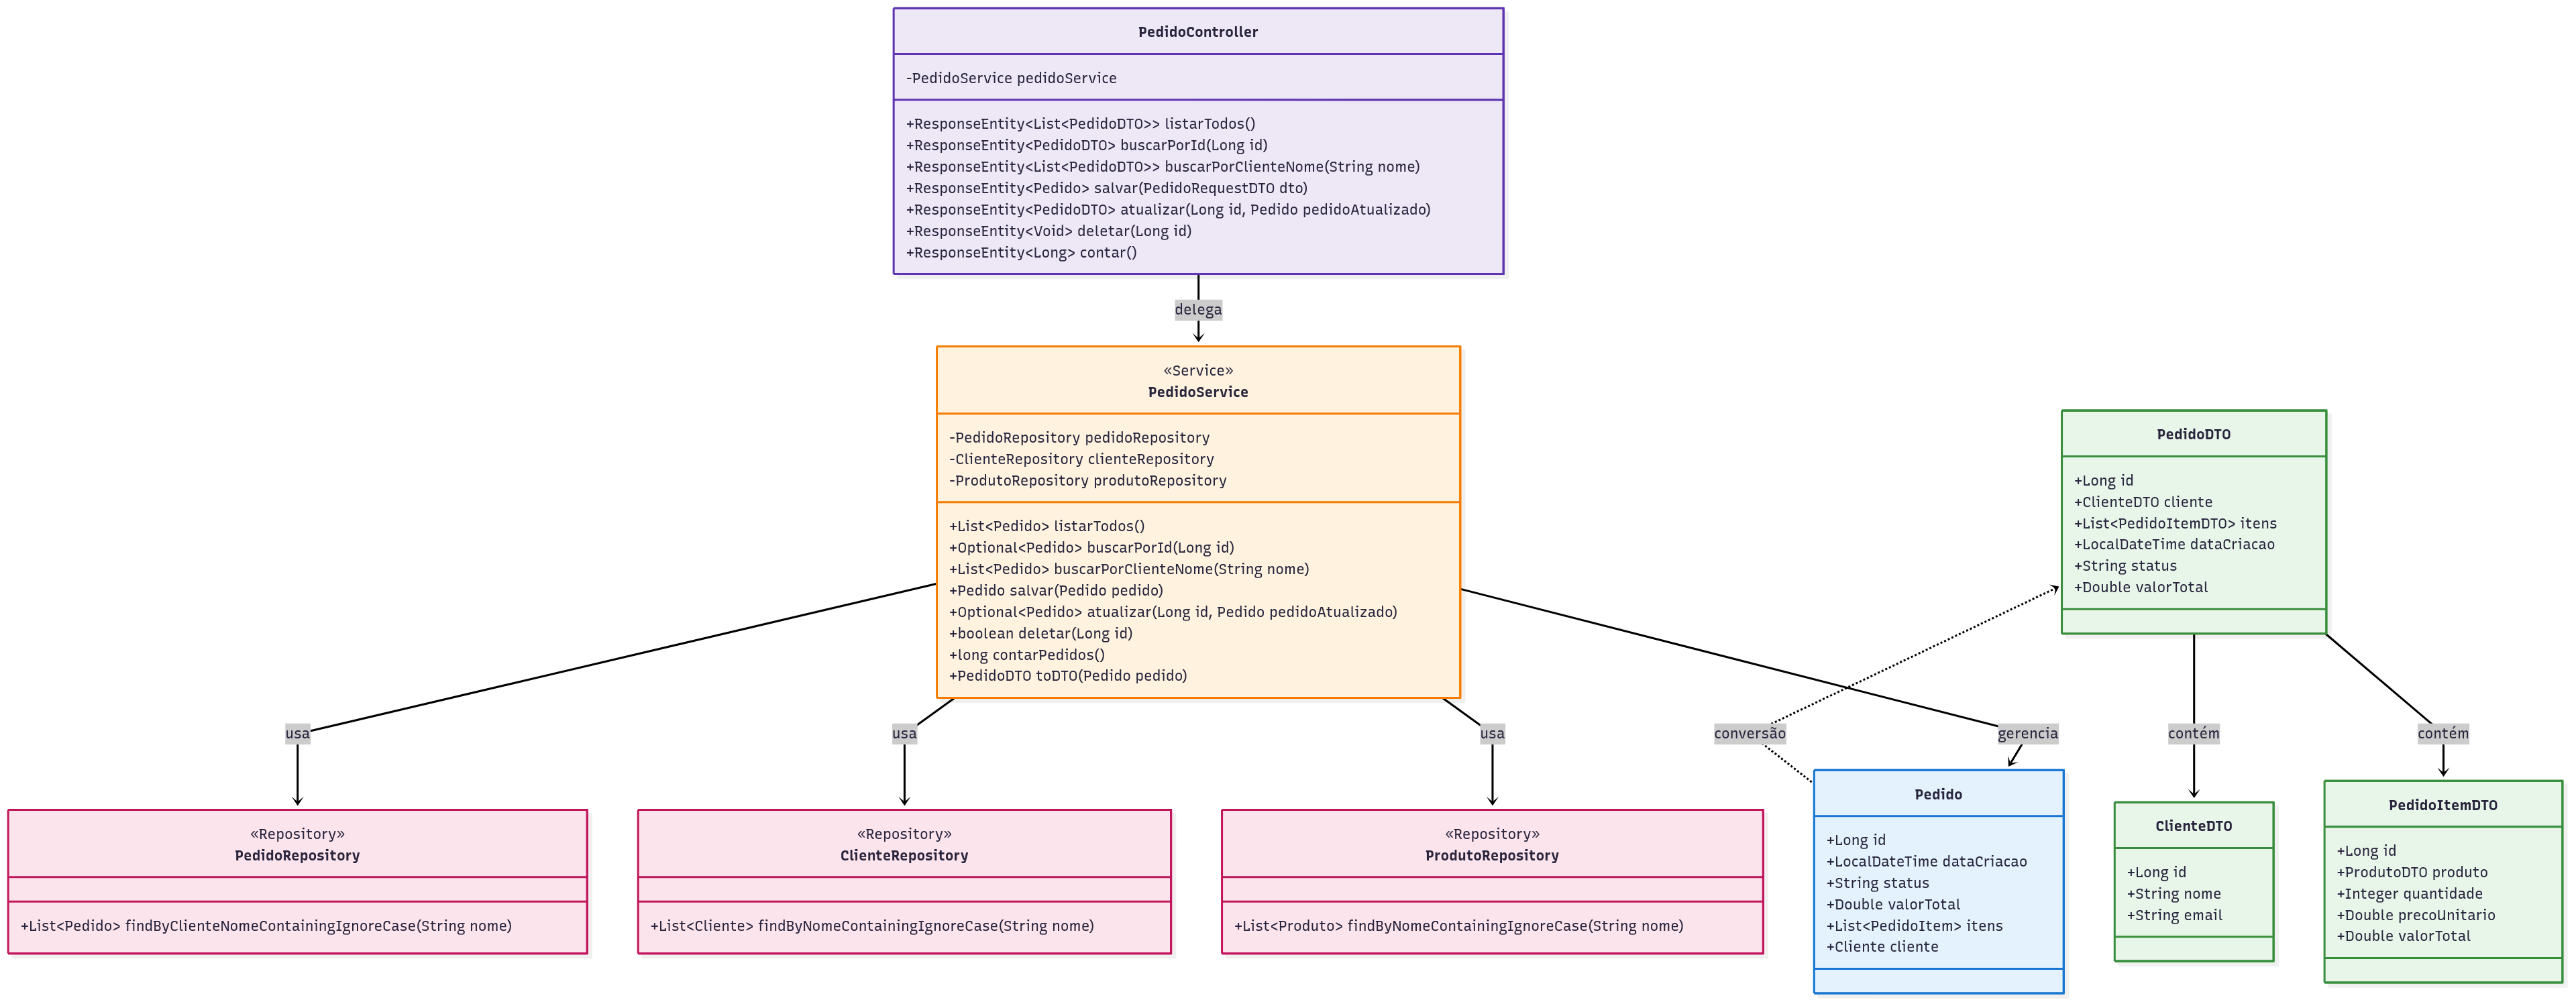 PedidoController
-PedidoService pedidoService
+ResponseEntity<List<PedidoDTO>> listarTodos()
+ResponseEntity<PedidoDTO> buscarPorId(Long id)
+ResponseEntity<List<PedidoDTO>> buscarPorClienteNome(String nome)
+ResponseEntity<Pedido> salvar(PedidoRequestDTO dto)
+ResponseEntity<PedidoDTO> atualizar(Long id, Pedido pedidoAtualizado)
+ResponseEntity<Void> deletar(Long id)
+ResponseEntity<Long> contar()
delega
«Service»
PedidoService
-PedidoRepository pedidoRepository
-ClienteRepository clienteRepository
-ProdutoRepository produtoRepository
+List<Pedido> listarTodos()
+Optional<Pedido> buscarPorId(Long id)
+List<Pedido> buscarPorClienteNome(String nome)
+Pedido salvar(Pedido pedido)
+Optional<Pedido> atualizar(Long id, Pedido pedidoAtualizado)
+boolean deletar(Long id)
+long contarPedidos()
+PedidoDTO toDTO(Pedido pedido)
PedidoDTO
+Long id
+ClienteDTO cliente
+List<PedidoItemDTO> itens
+LocalDateTime dataCriacao
+String status
+Double valorTotal
usa
usa
usa
conversão
gerencia
contém
contém
«Repository»
PedidoRepository
+List<Pedido> findByClienteNomeContainingIgnoreCase(String nome)
«Repository»
ClienteRepository
+List<Cliente> findByNomeContainingIgnoreCase(String nome)
«Repository»
ProdutoRepository
+List<Produto> findByNomeContainingIgnoreCase(String nome)
Pedido
+Long id
+LocalDateTime dataCriacao
+String status
+Double valorTotal
+List<PedidoItem> itens
+Cliente cliente
ClienteDTO
+Long id
+String nome
+String email
PedidoItemDTO
+Long id
+ProdutoDTO produto
+Integer quantidade
+Double precoUnitario
+Double valorTotal